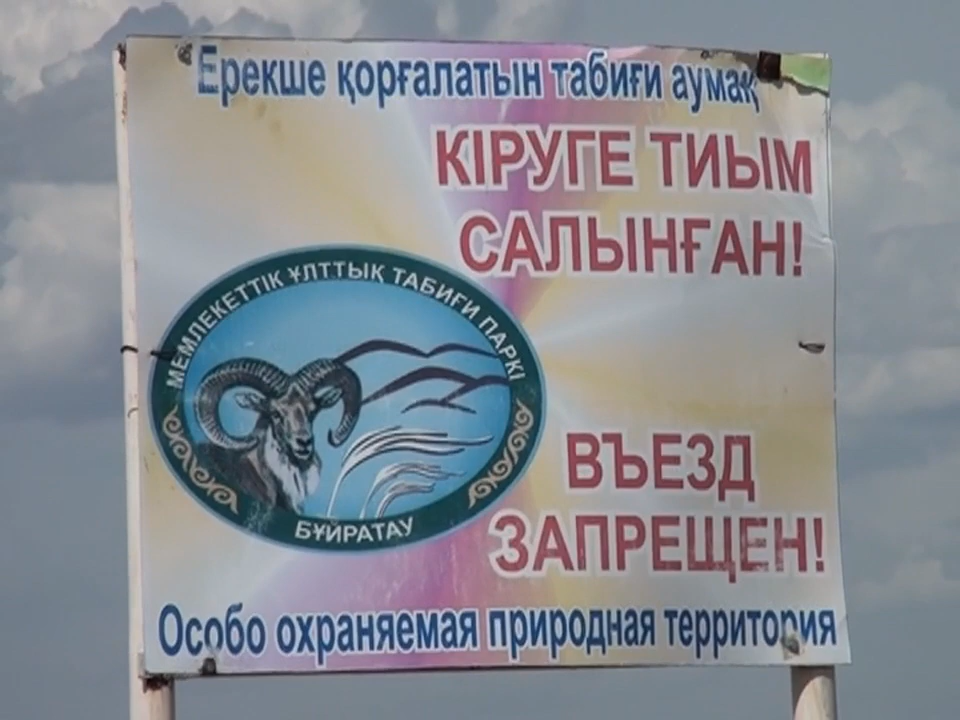 Ерекше қорғалатын табиғи аумақ
КІРУГЕ ТИЫМ
САЛЫНҒАН!
МЕМЛЕКЕТТІК ҰЛТТЫҚ ТАБИҒИ ПАРКІ
БҰЙРАТАУ
ВЪЕЗД
ЗАПРЕЩЕН!
Особо охраняемая природная территория